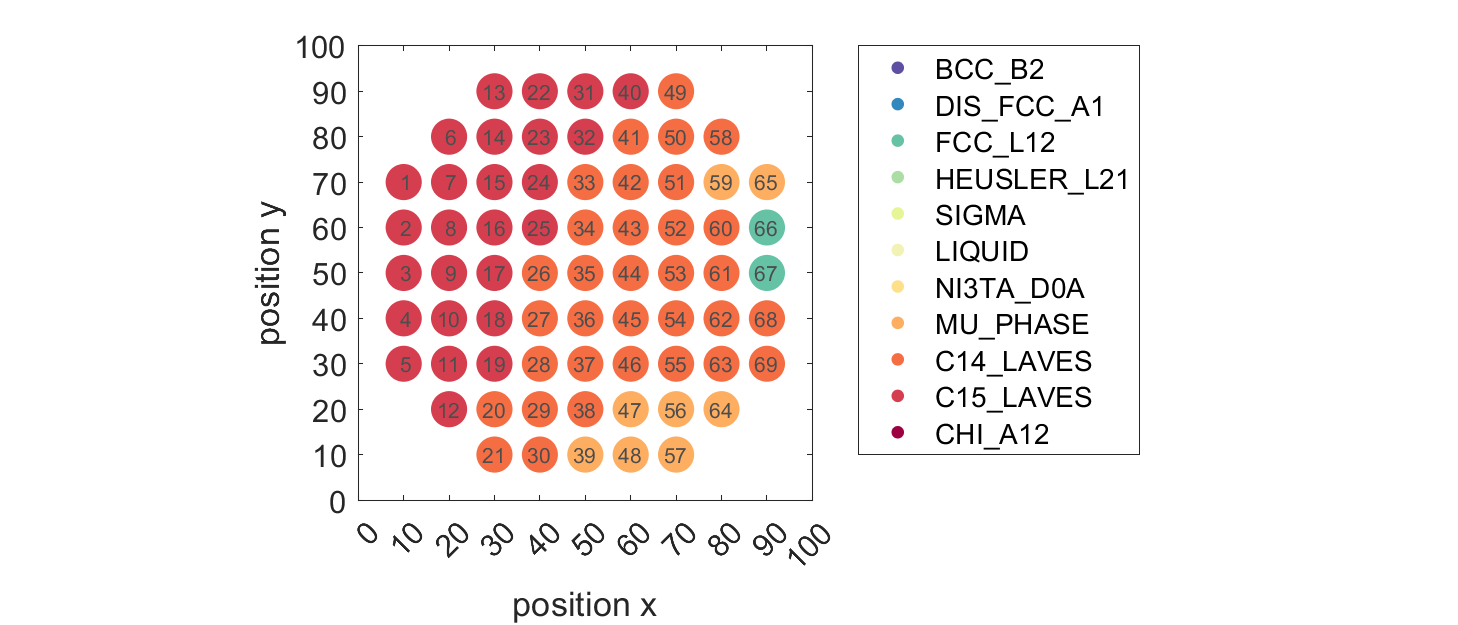 100
90
80
70
60
50
40
30
20
10
0
position y
13 22 31 40 49
6 14 23 32 41 50 58
1 7 15 24 33 42 51 59 65
2 8 16 25 34 43 52 60 66
3 9 17 26 35 44 53 61 67
4 10 18 27 36 45 54 62 68
5 11 19 28 37 46 55 63 69
12 20 29 38 47 56 64
21 30 39 48 57
0 10 20 30 40 50 60 70 80 90 100
position x
BCC_B2
DIS_FCC_A1
FCC_L12
HEUSLER_L21
SIGMA
LIQUID
NI3TA_D0A
MU_PHASE
C14_LAVES
C15_LAVES
CHI_A12